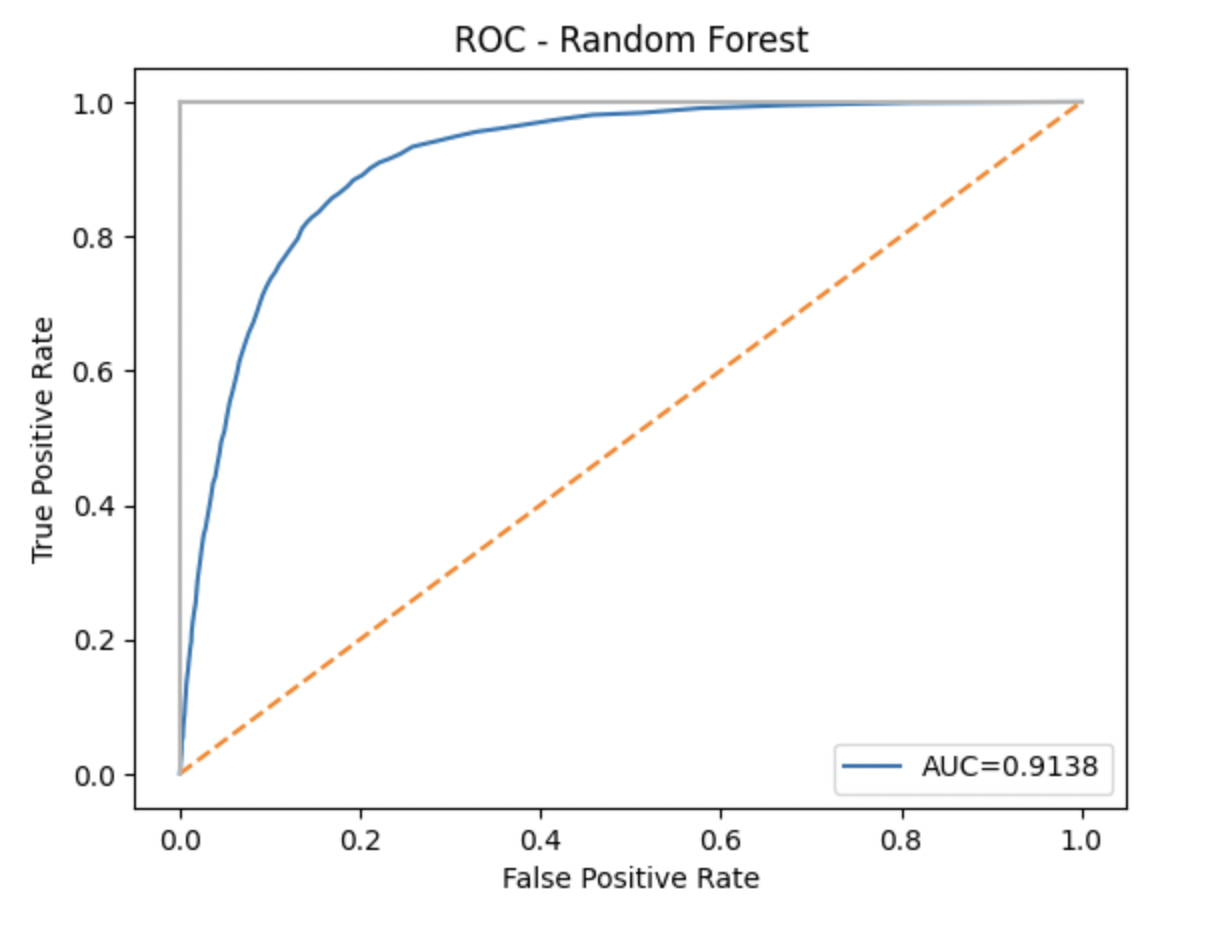 ROC - Random Forest
1.0
0.8
0.6
0.4
0.2
0.0
True Positive Rate
AUC=0.9138
0.0 0.2 0.4 0.6 0.8 1.0
False Positive Rate